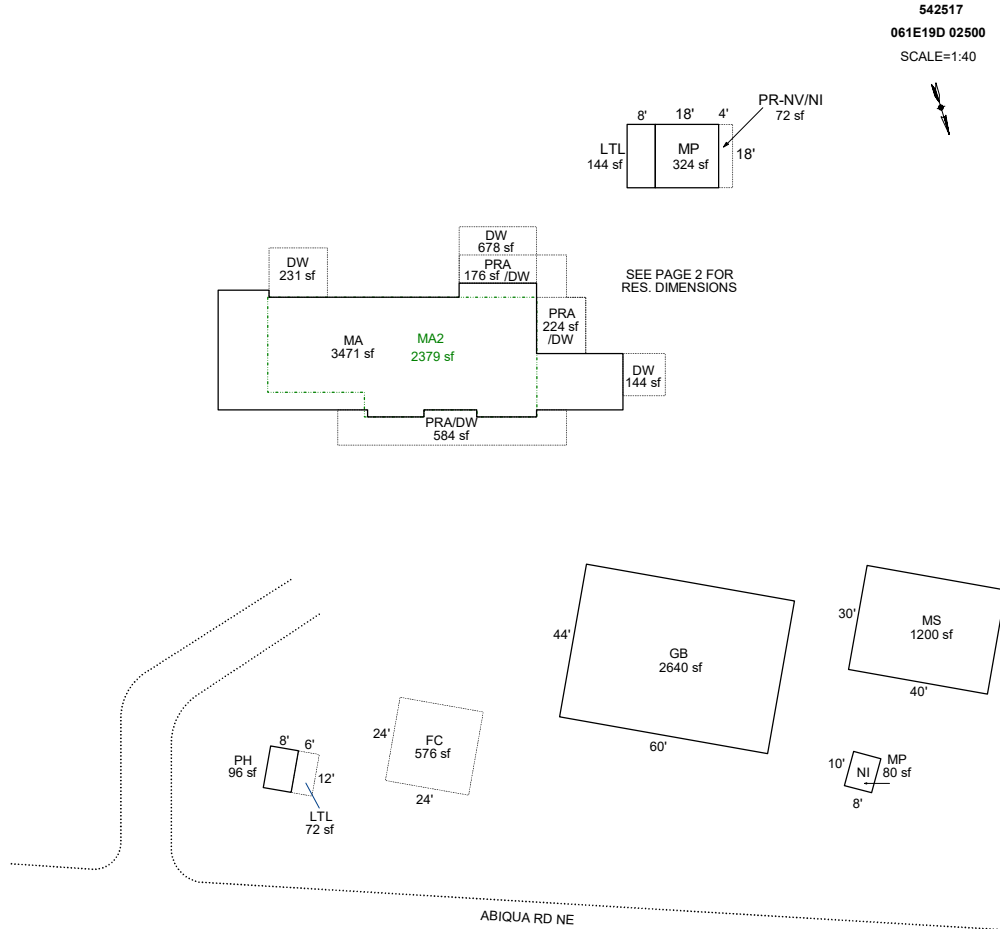 542517
061E19D 02500
SCALE=1:40
PR-NV/NI
72 sf
8'
18'
4'
LTL
144 sf
MP
324 sf
18'
DW
678 sf
DW
231 sf
PRA
176 sf /DW
SEE PAGE 2 FOR
RES. DIMENSIONS
PRA
224 sf
/DW
MA
3471 sf
MA2
2379 sf
DW
144 sf
PRA/DW
584 sf
44'
GB
2640 sf
60'
30'
MS
1200 sf
40'
24'
FC
576 sf
24'
8'
6'
PH
96 sf
12'
LTL
72 sf
10'
NI
MP
80 sf
8'
ABIQUA RD NE